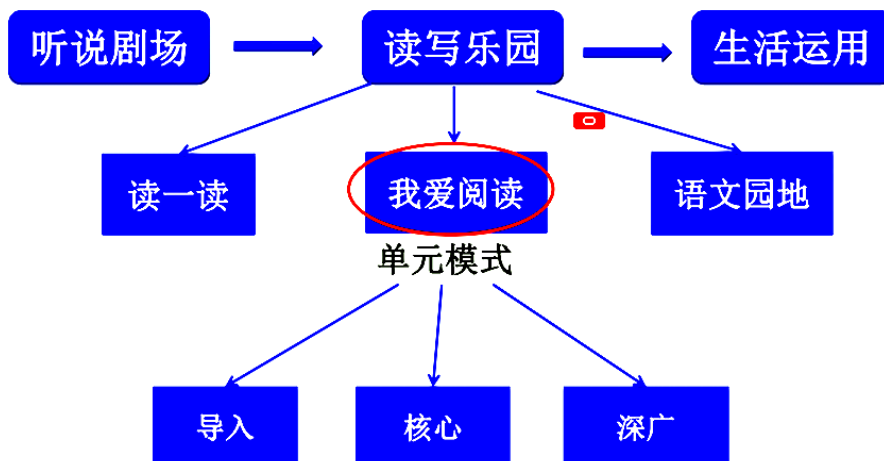 听说剧场
读写乐园
生活运用
读一读
我爱阅读
语文园地
单元模式
导入
核心
深广